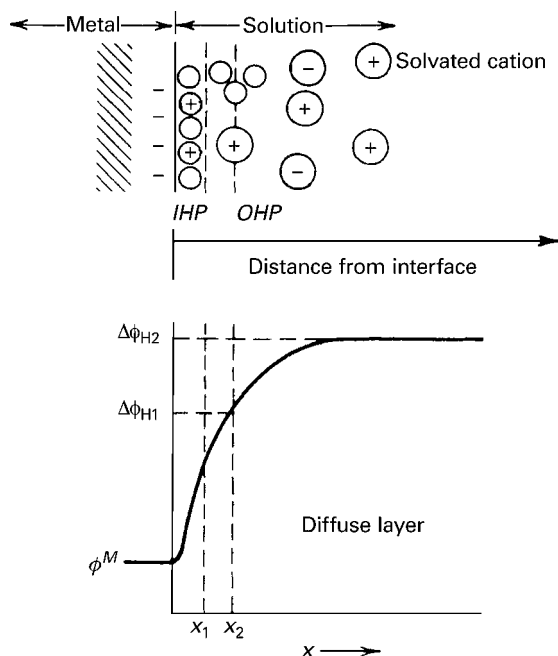 Metal Solution
− + Solvated cation
−
+ + −
−
− + + +
− −
IHP OHP
Distance from interface
ΔϕH2
ΔϕH1
Diffuse layer
ϕM
x1 x2
x